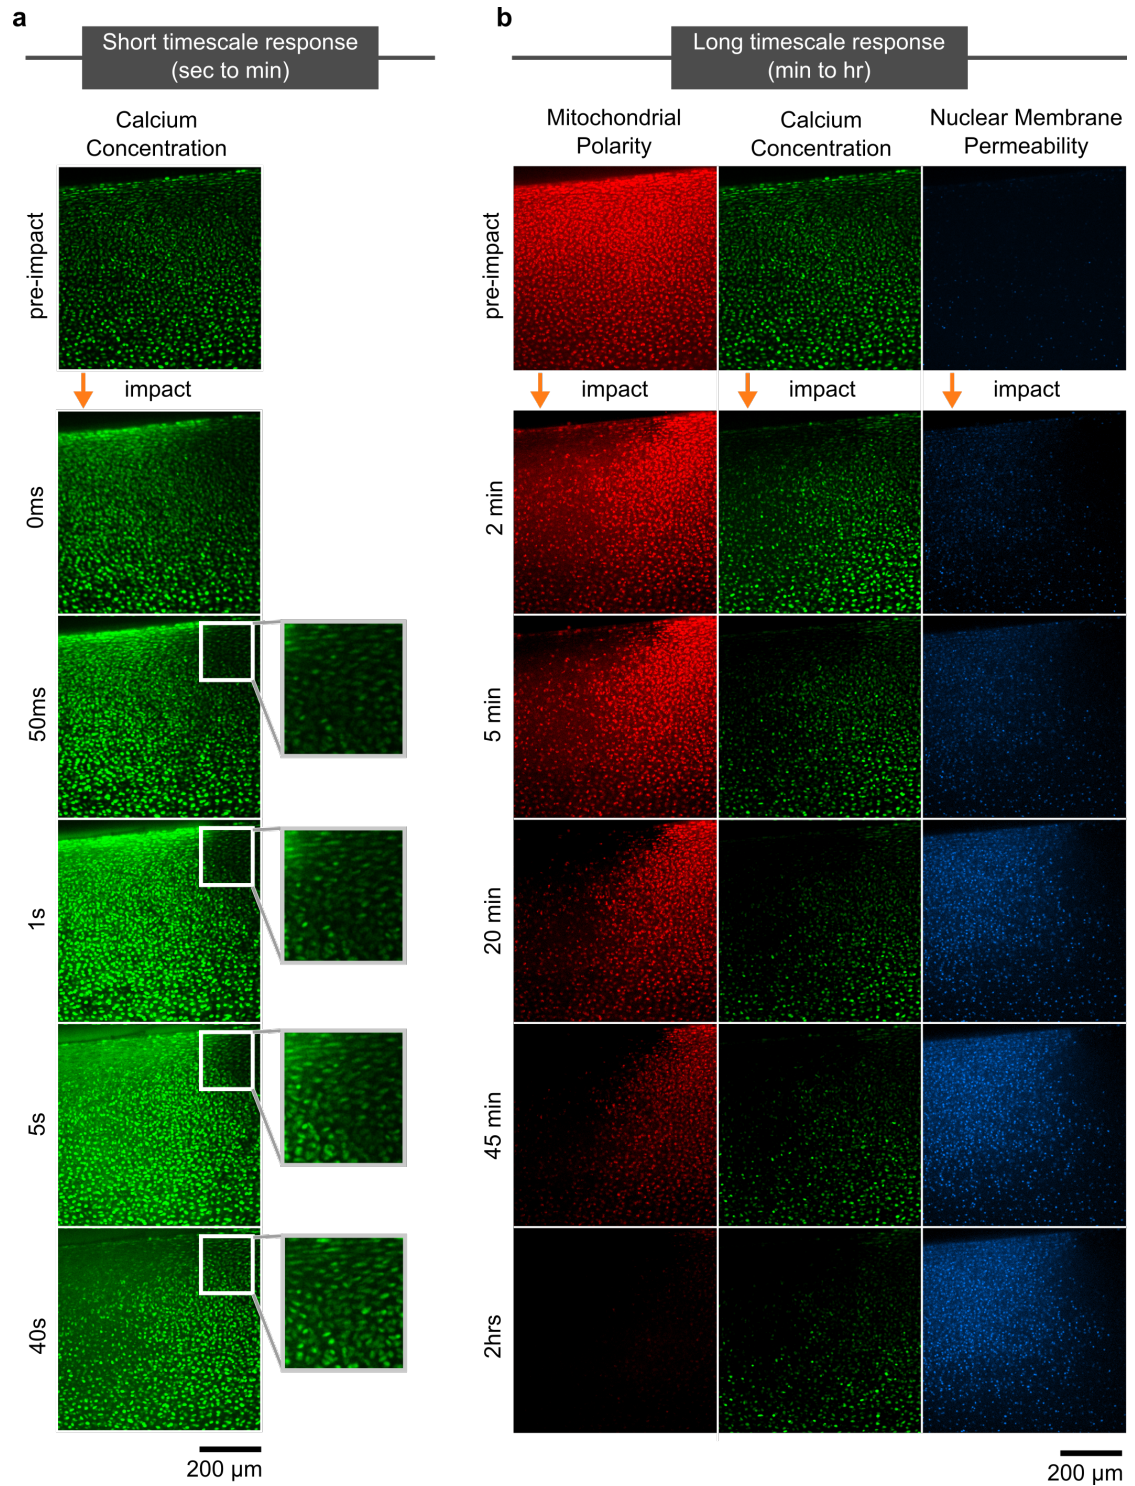 a
Short timescale response
(sec to min)
Calcium
Concentration
pre-impact
impact
0ms
50ms
1s
5s
40s
200 µm
b
Long timescale response
(min to hr)
Mitochondrial
Polarity
Calcium
Concentration
Nuclear Membrane
Permeability
pre-impact
impact
impact
impact
2 min
5 min
20 min
45 min
2hrs
200 µm